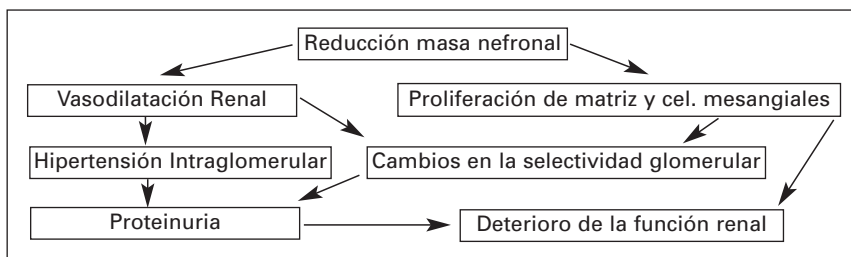 Reducción masa nefronal
Vasodilatación Renal
Proliferación de matriz y cel. mesangiales
Hipertensión Intraglomerular
Cambios en la selectividad glomerular
Proteinuria
Deterioro de la función renal